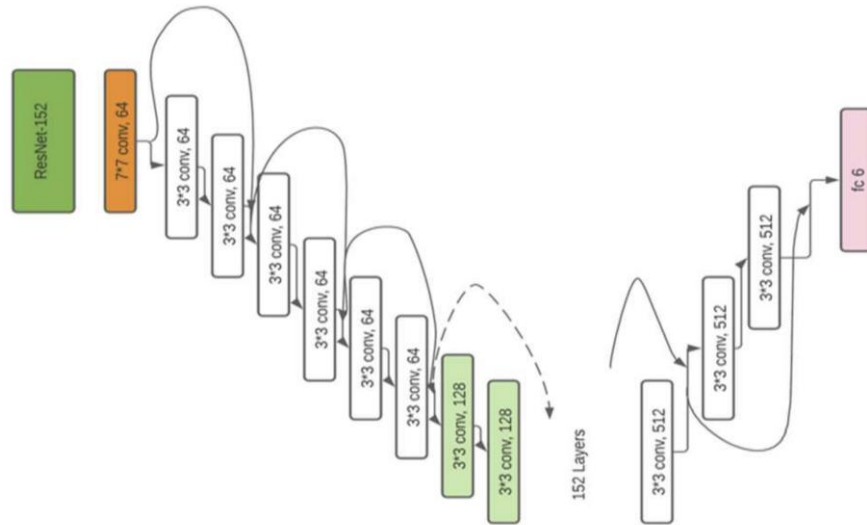 ResNet-152
7*7 conv, 64
3*3 conv, 64
3*3 conv, 64
3*3 conv, 64
3*3 conv, 64
3*3 conv, 64
3*3 conv, 64
3*3 conv, 128
3*3 conv, 128
152 Layers
3*3 conv, 512
3*3 conv, 512
3*3 conv, 512
fc 6